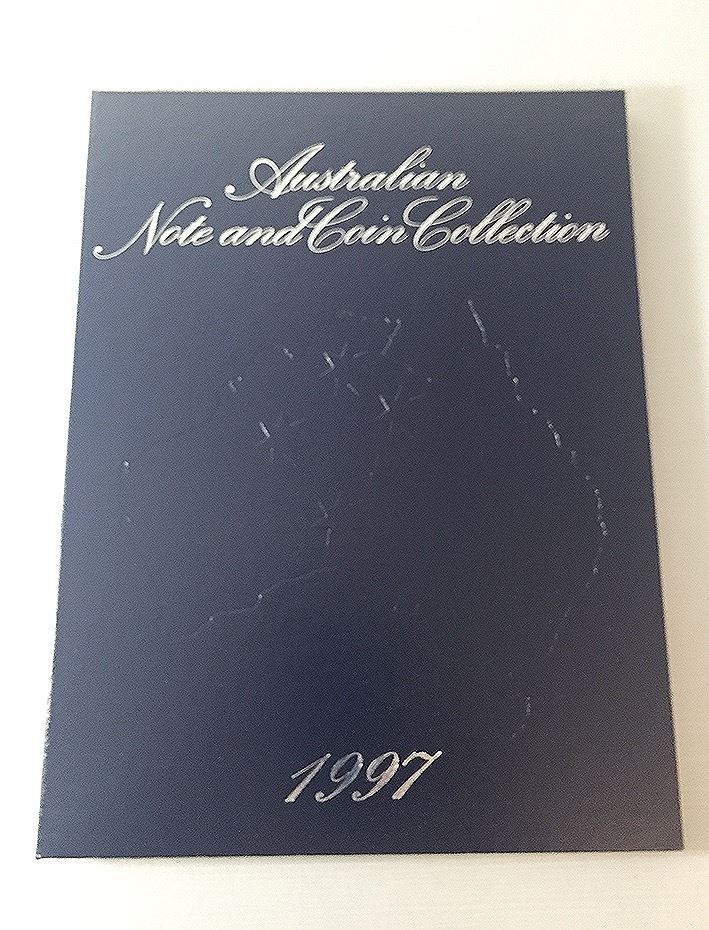 Australian
Note and Coin Collection
1997